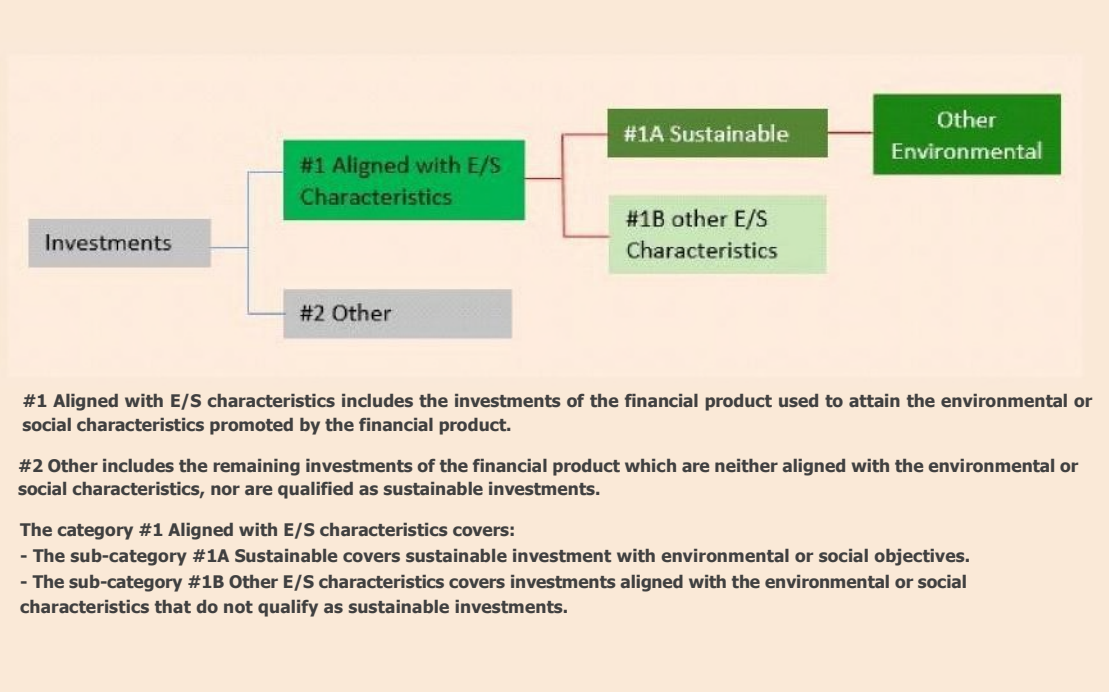 Other
Environmental
#1A Sustainable
#1 Aligned with E/S
Characteristics
#1B other E/S
Characteristics
Investments
#2 Other
#1 Aligned with E/S characteristics includes the investments of the financial product used to attain the environmental or
social characteristics promoted by the financial product.
#2 Other includes the remaining investments of the financial product which are neither aligned with the environmental or
social characteristics, nor are qualified as sustainable investments.
The category #1 Aligned with E/S characteristics covers:
- The sub-category #1A Sustainable covers sustainable investment with environmental or social objectives.
- The sub-category #1B Other E/S characteristics covers investments aligned with the environmental or social
characteristics that do not qualify as sustainable investments.